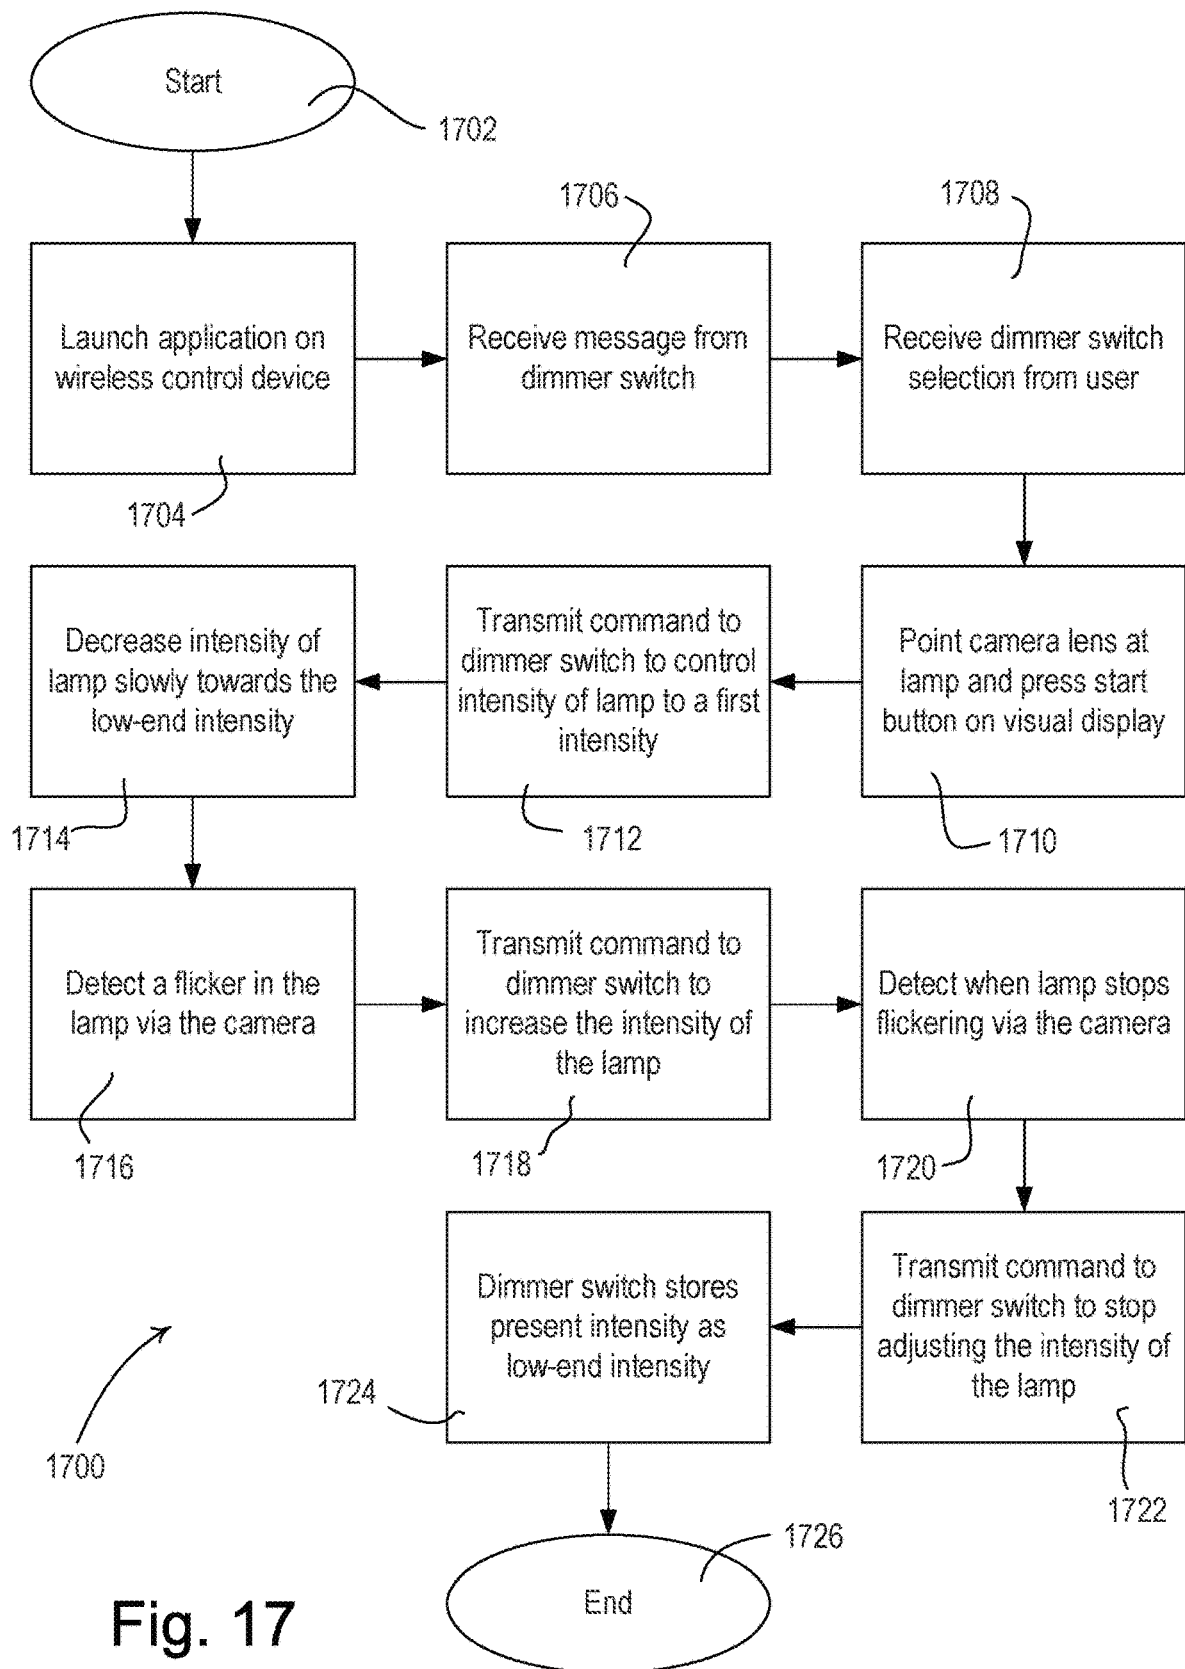 Start
1702
1706
1708
Launch application on
wireless control device
Receive message from
dimmer switch
Receive dimmer switch
selection from user
1704
Point camera lens at
lamp and press start
button on visual display
Transmit command to
dimmer switch to control
intensity of lamp to a first
intensity
Decrease intensity of
lamp slowly towards the
low-end intensity
1714
1712
1710
Detect a flicker in the
lamp via the camera
Transmit command to
dimmer switch to
increase the intensity of
the lamp
Detect when lamp stops
flickering via the camera
1716
1718
1720
Transmit command to
dimmer switch to stop
adjusting the intensity of
the lamp
Dimmer switch stores
present intensity as
low-end intensity
1724
1700
1722
1726
End
Fig. 17